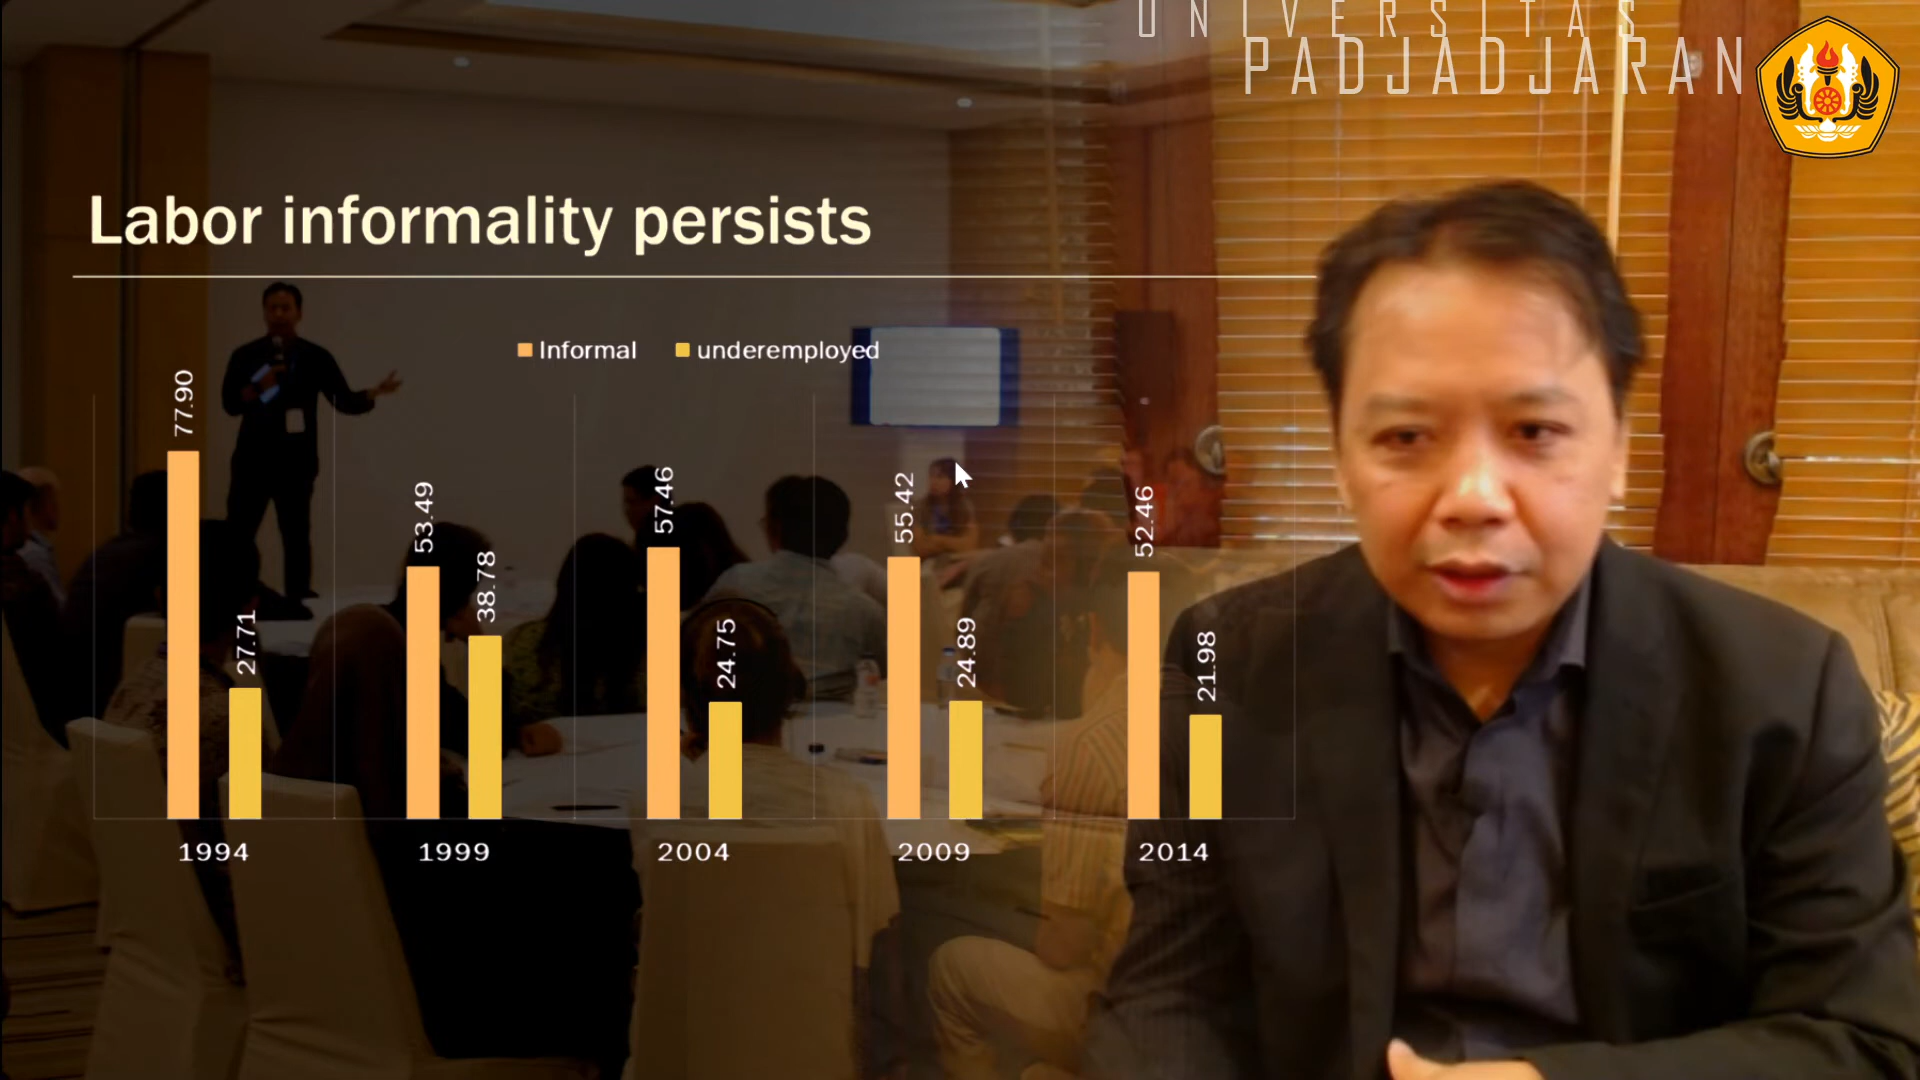 UNIVERSITAS
PADJADJARAN
Labor informality persists
Informal underemployed
77.90 27.71 53.49 38.78 57.46 24.75 55.42 24.89 52.46 21.98
1994 1999 2004 2009 2014